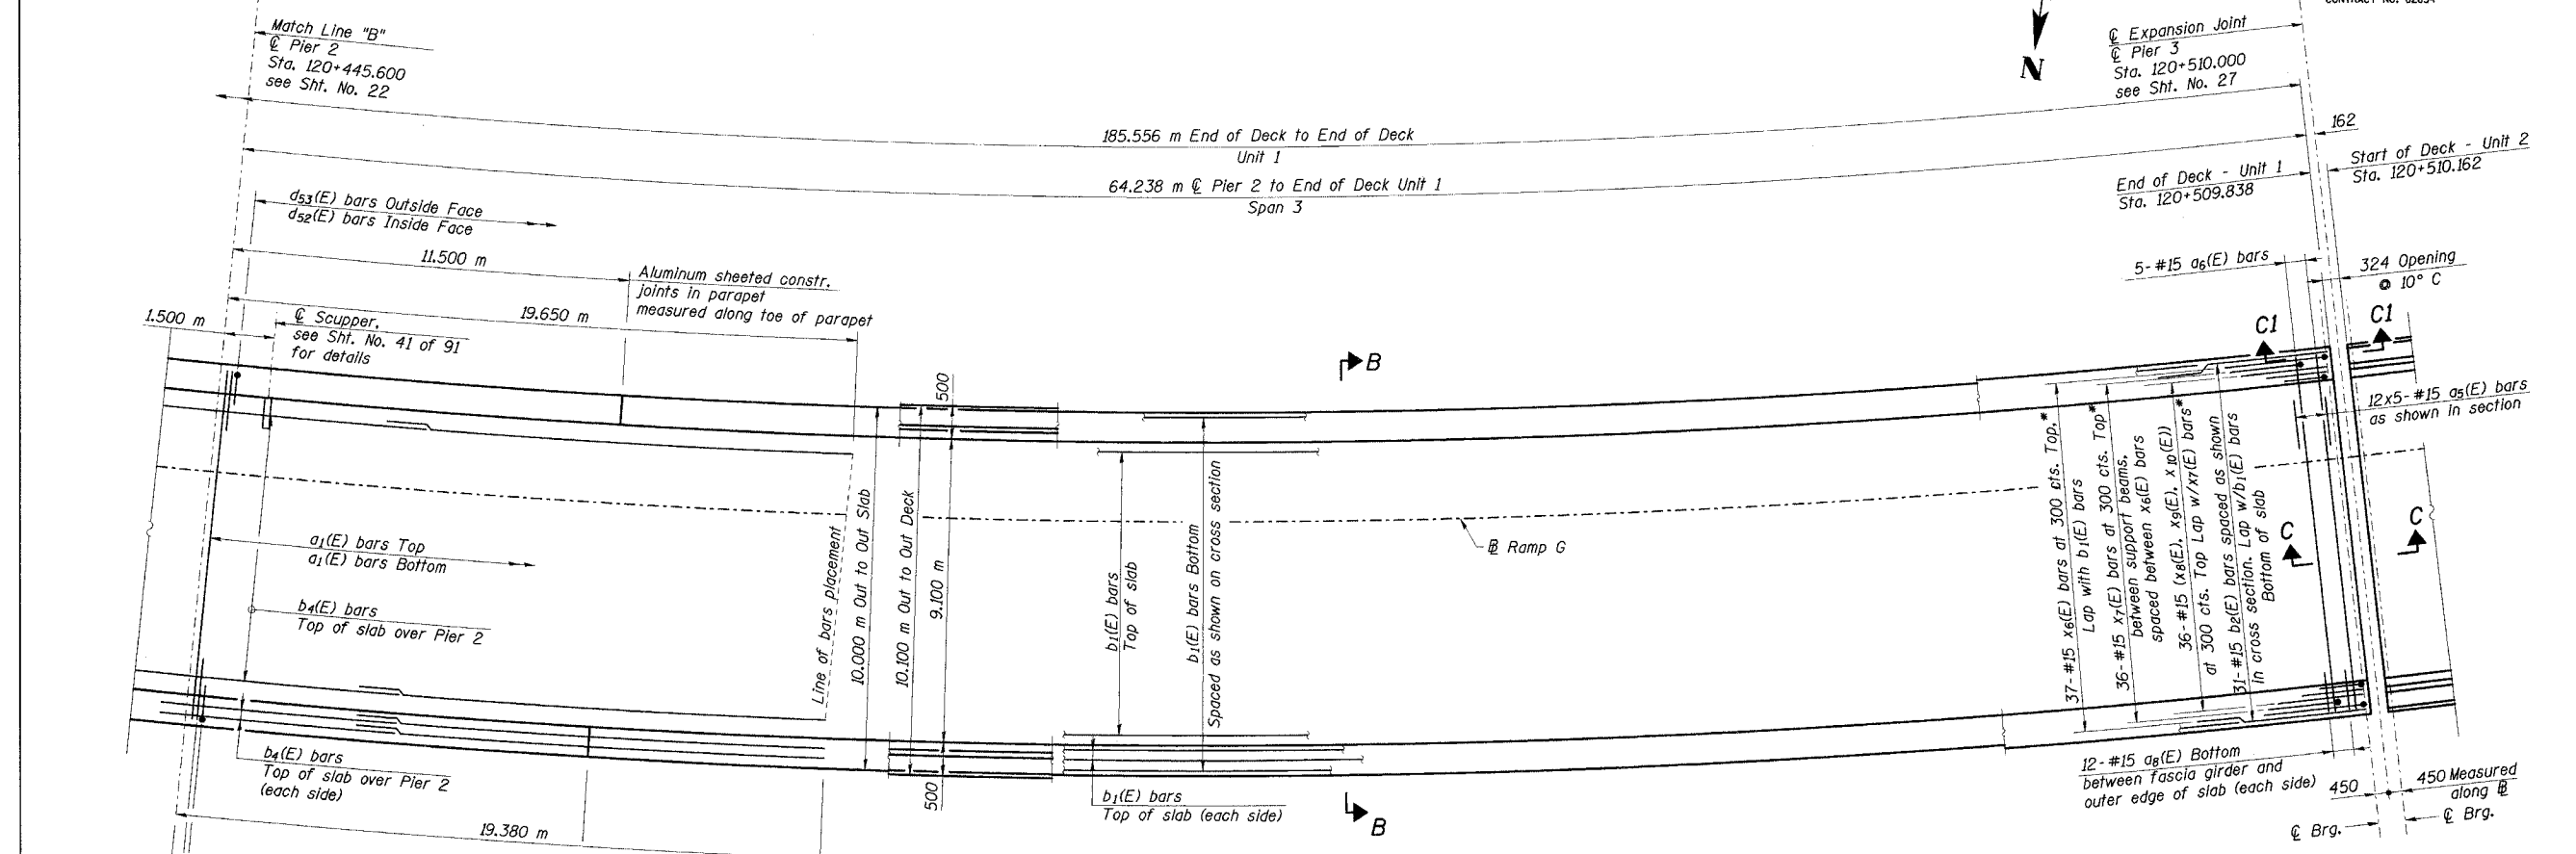 CONTRACT NO. 62694
Match Line "B"
℄ Pier 2
Sta. 120+445.600
see Sht. No. 22
N
℄ Expansion Joint
℄ Pier 3
Sta. 120+510.000
see Sht. No. 27
185.556 m End of Deck to End of Deck
Unit 1
64.238 m ℄ Pier 2 to End of Deck Unit 1
Span 3
162
Start of Deck - Unit 2
Sta. 120+510.162
End of Deck - Unit 1
Sta. 120+509.838
d53(E) bars Outside Face
d52(E) bars Inside Face
11.500 m
Aluminum sheeted constr.
joints in parapet
measured along toe of parapet
19.650 m
1.500 m
℄ Scupper,
see Sht. No. 41 of 91
for details
5-#15 a6(E) bars
324 Opening
@ 10° C
C1
C1
B
500
12x5-#15 a5(E) bars
as shown in section
a1(E) bars Top
a1(E) bars Bottom
b4(E) bars
Top of slab over Pier 2
Line of bars placement
10.000 m Out to Out Slab
10.100 m Out to Out Deck
9.100 m
b1(E) bars
Top of slab
b1(E) bars Bottom
Spaced as shown on cross section
Ramp G
37-#15 x6(E) bars at 300 cts. Top,*
Lap with b1(E) bars
36-#15 x7(E) bars at 300 cts. Top*
between support beams,
spaced between x6(E) bars
36-#15 (x8(E), x9(E), x10(E))
at 300 cts. Top Lap w/x7(E) bars*
31-#15 b2(E) bars spaced as shown
in cross section. Lap w/b1(E) bars
Bottom of slab
C
C
b4(E) bars
Top of slab over Pier 2
(each side)
19.380 m
500
b1(E) bars
Top of slab (each side)
B
12-#15 a8(E) Bottom
between fascia girder and
outer edge of slab (each side)
450
450 Measured
along
℄ Brg.
℄ Brg.